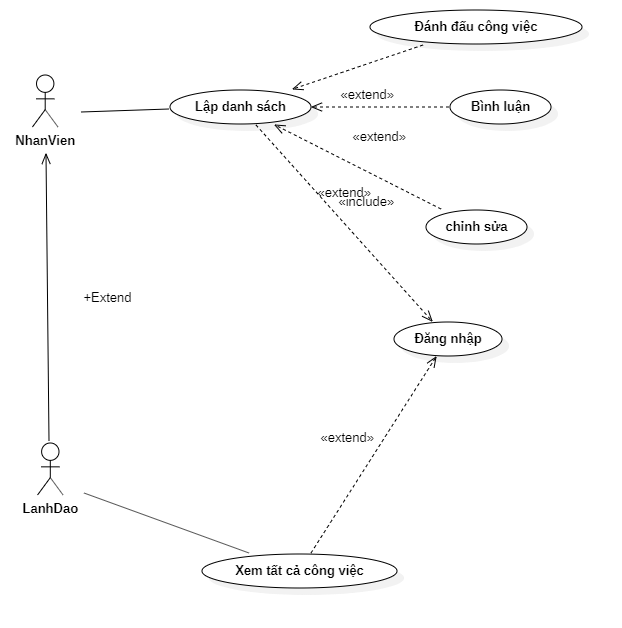 Đánh đấu công việc
«extend»
Lập danh sách
Bình luận
NhanVien
«extend»
«extend»
«include»
chỉnh sửa
+Extend
Đăng nhập
«extend»
LanhDao
Xem tất cả công việc